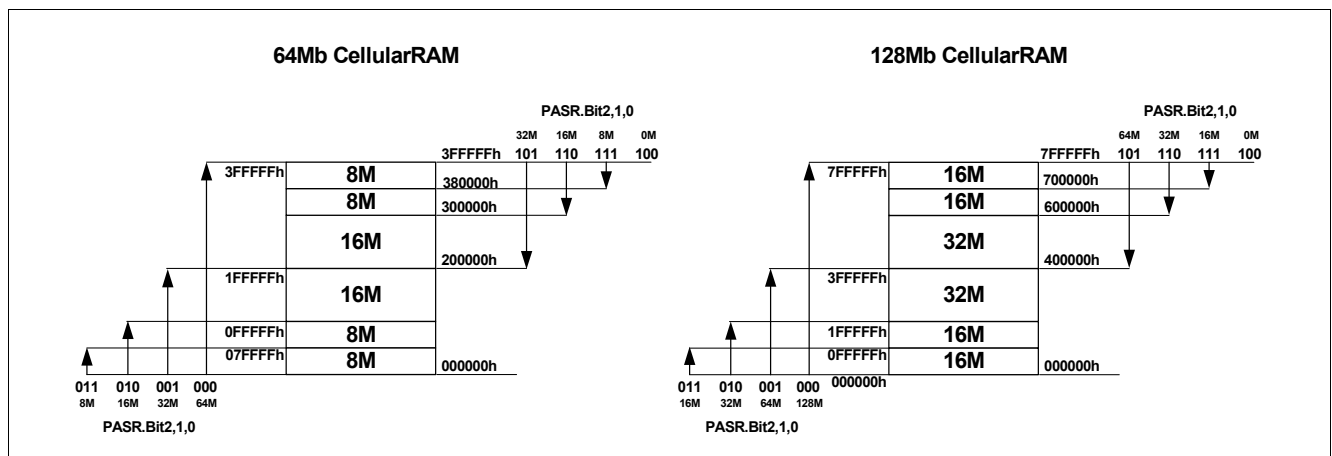 64Mb CellularRAM
PASR.Bit2,1,0
32M 16M 8M 0M
3FFFFFh 101 110 111 100
3FFFFFh 8M
380000h
8M
300000h
16M
200000h
1FFFFFh
16M
0FFFFFh
8M
07FFFFh
8M
000000h
011 010 001 000
8M 16M 32M 64M
PASR.Bit2,1,0
128Mb CellularRAM
PASR.Bit2,1,0
64M 32M 16M 0M
7FFFFFh 101 110 111 100
7FFFFFh 16M
700000h
16M
600000h
32M
400000h
3FFFFFh
32M
1FFFFFh
16M
0FFFFFh
16M
000000h
000000h
011 010 001 000
16M 32M 64M 128M
PASR.Bit2,1,0